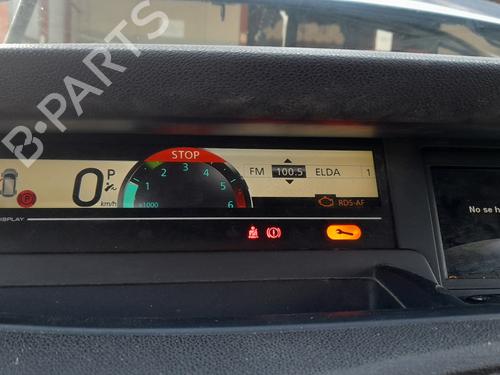 B-PARTS
STOP
0 P
km/h
1 2 3 4 5 6
x1000
FM 100.5 ELDA 1
RDS-AF
DISPLAY
No se h